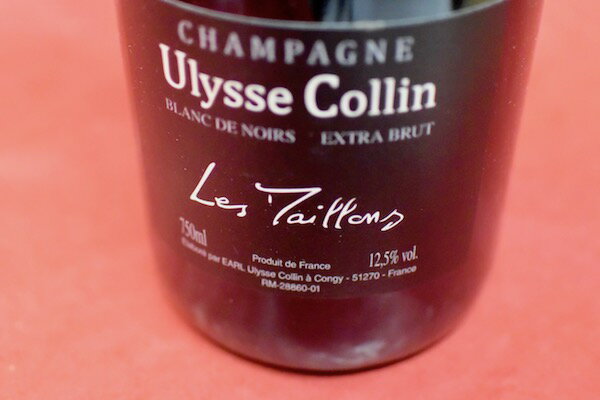 CHAMPAGNE
Ulysse Collin
BLANC DE NOIRS EXTRA BRUT
Les Maillons
750ml Produit de France 12,5% vol.
Elaboré par EARL Ulysse Collin à Congy - 51270 - France
RM-28860-01